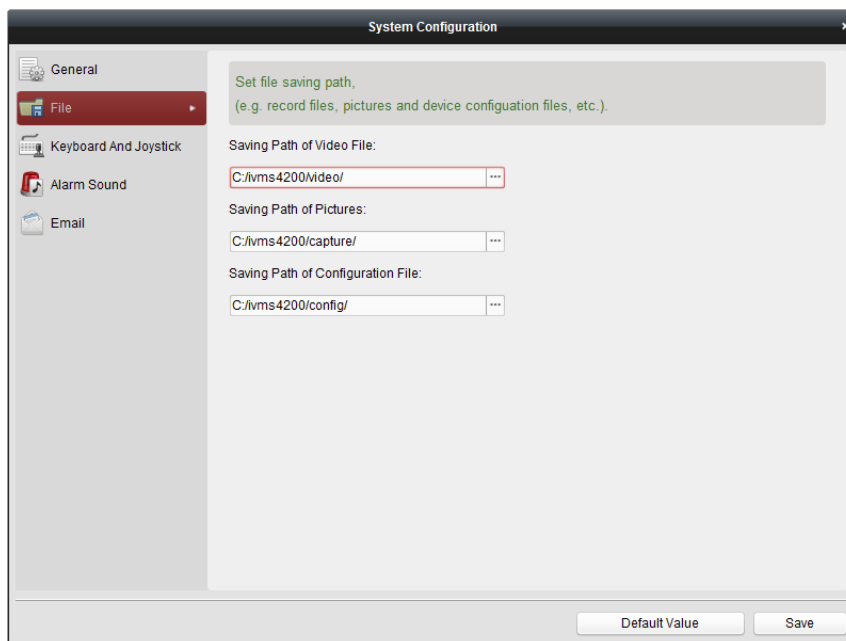 System Configuration
General
File
Keyboard And Joystick
Alarm Sound
Email
Set file saving path,
(e.g. record files, pictures and device configuation files, etc.).
Saving Path of Video File:
C:/ivms4200/video/
Saving Path of Pictures:
C:/ivms4200/capture/
Saving Path of Configuration File:
C:/ivms4200/config/
Default Value
Save